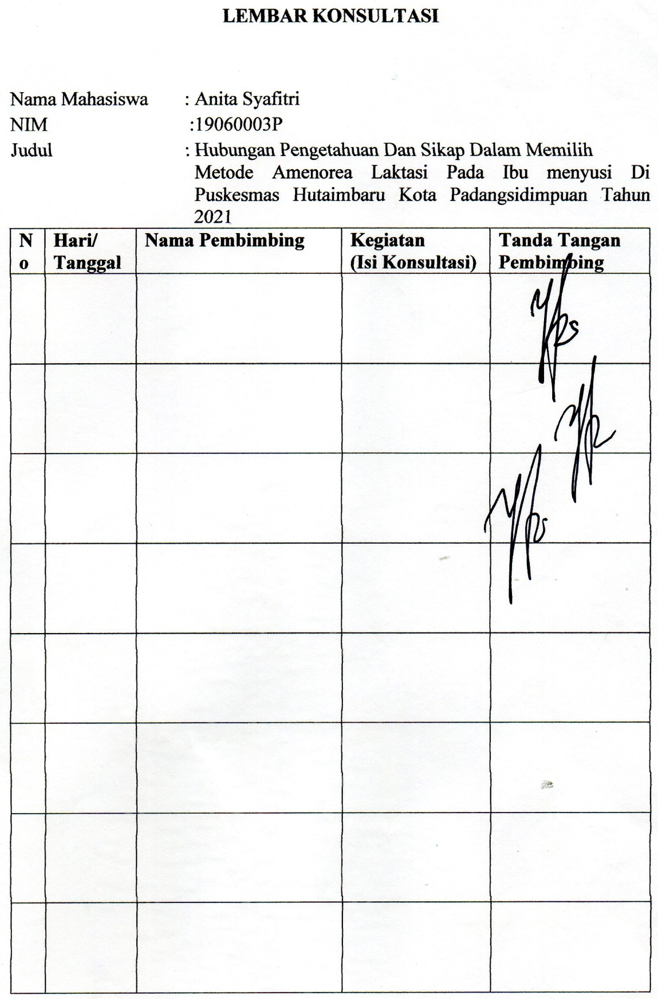 LEMBAR KONSULTASI
Nama Mahasiswa : Anita Syafitri
NIM :19060003P
Judul : Hubungan Pengetahuan Dan Sikap Dalam Memilih
Metode Amenorea Laktasi Pada Ibu menyusi Di
Puskesmas Hutaimbaru Kota Padangsidimpuan Tahun
2021
N
o
Hari/
Tanggal
Nama Pembimbing
Kegiatan
(Isi Konsultasi)
Tanda Tangan
Pembimbing